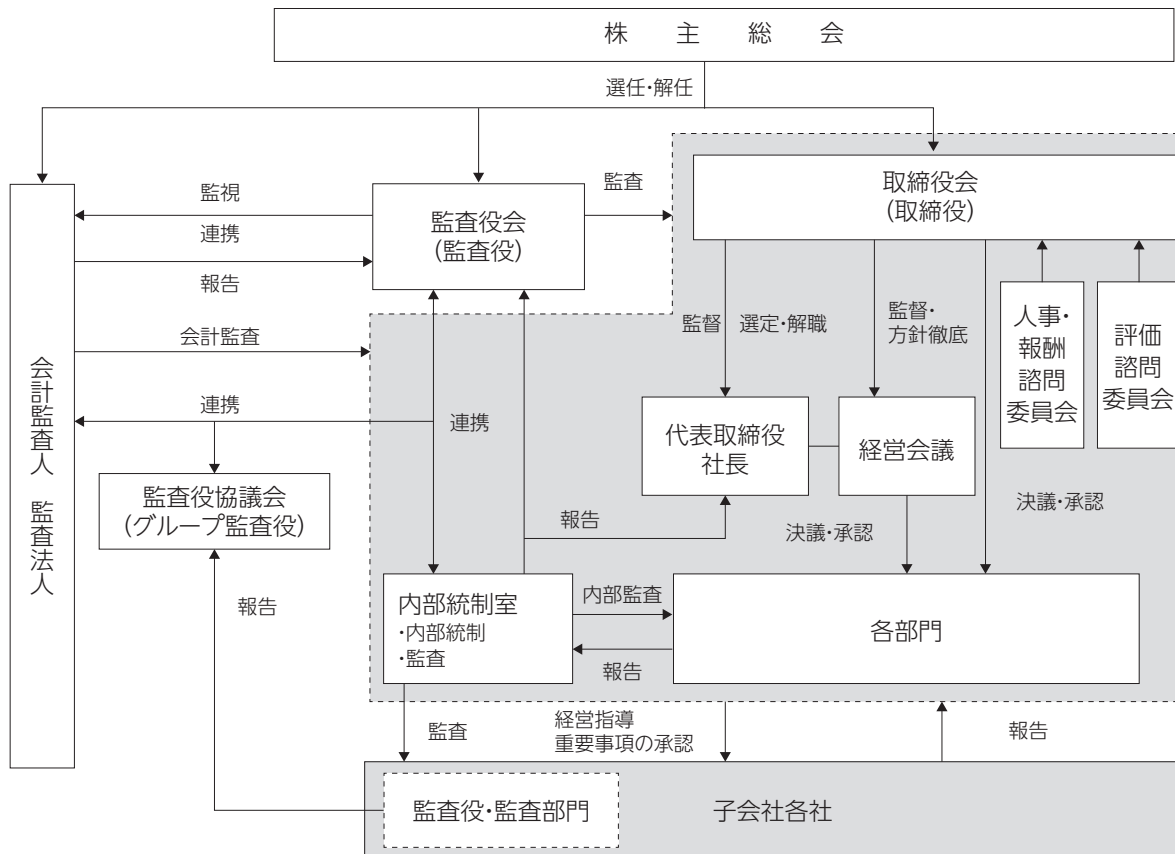 株主総会
選任・解任
監視
連携
報告
監査役会
(監査役)
監査
取締役会
(取締役)
会計監査
監督
選定・解職
監督・
方針徹底
人事・
報酬
諮問
委員会
評価
諮問
委員会
会計監査人 監査法人
連携
連携
代表取締役
社長
経営会議
監査役協議会
(グループ監査役)
報告
決議・承認
決議・承認
報告
内部統制室
・内部統制
・監査
内部監査
報告
各部門
監査
経営指導
重要事項の承認
報告
監査役・監査部門
子会社各社